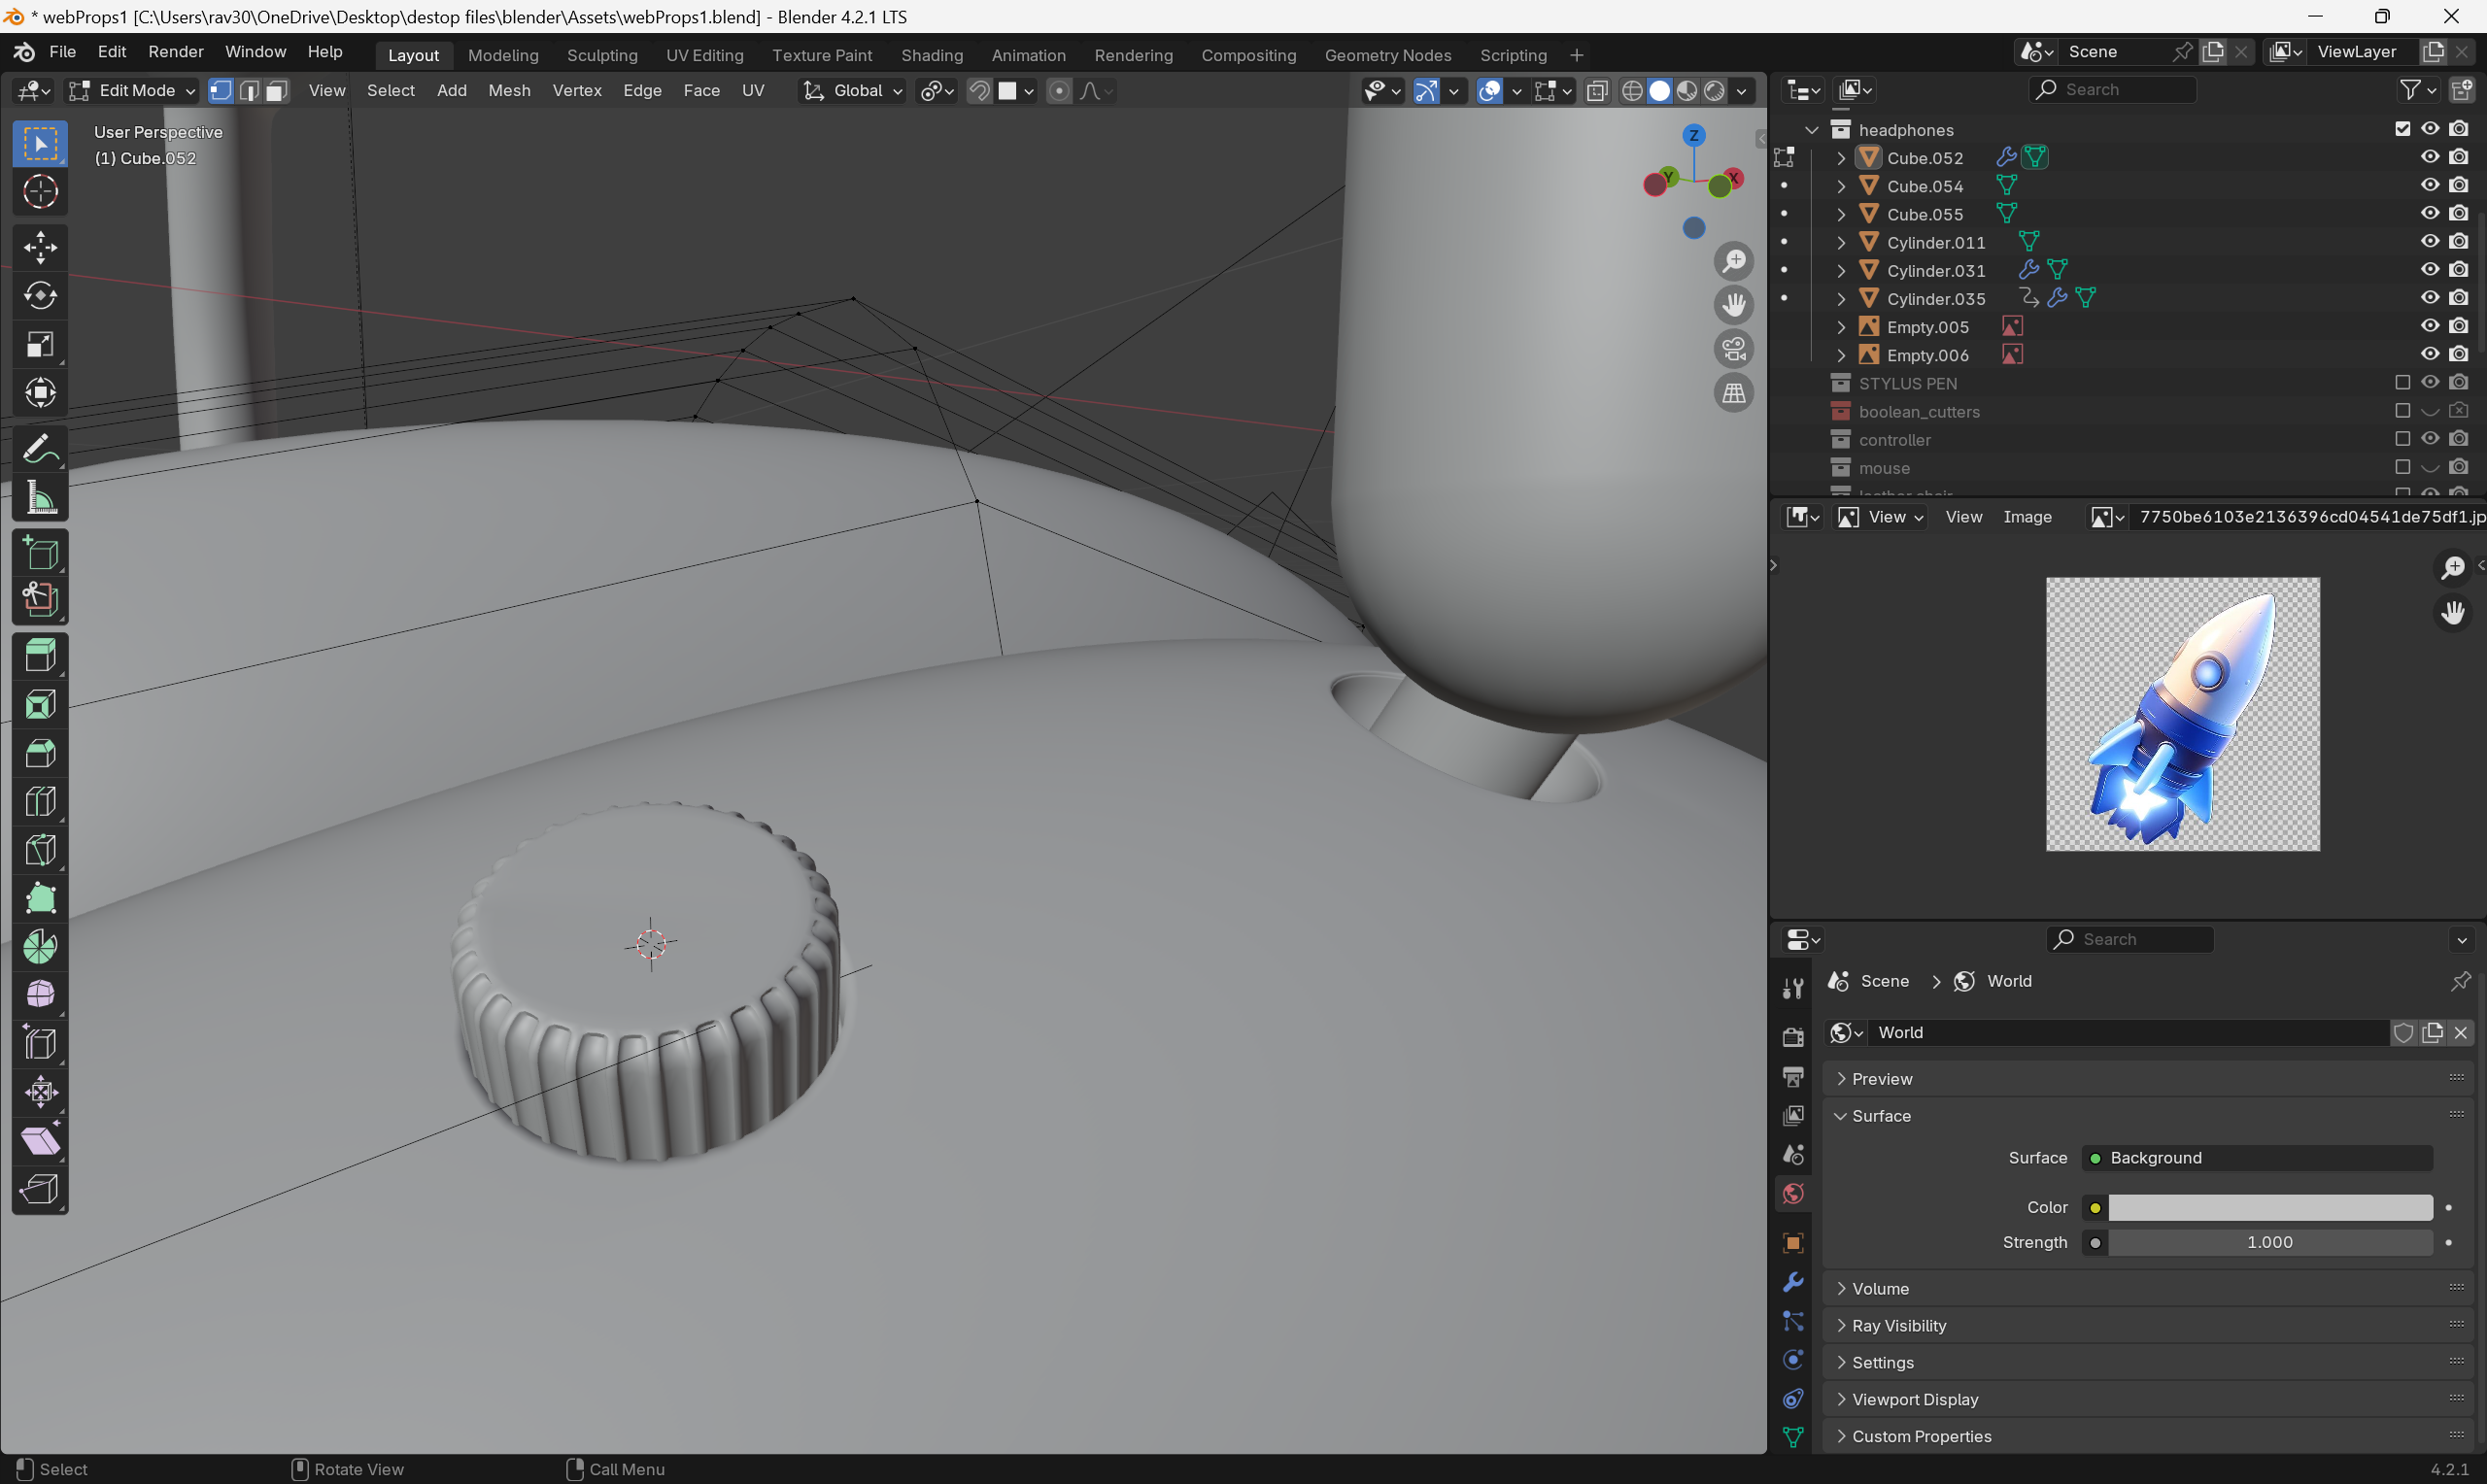 * webProps1 [C:\Users\rav30\OneDrive\Desktop\destop files\blender\Assets\webProps1.blend] - Blender 4.2.1 LTS
File Edit Render Window Help Layout Modeling Sculpting UV Editing Texture Paint Shading Animation Rendering Compositing Geometry Nodes Scripting + Scene ViewLayer
Edit Mode View Select Add Mesh Vertex Edge Face UV Global Search
User Perspective
(1) Cube.052
Z
Y X
headphones
Cube.052
Cube.054
Cube.055
Cylinder.011
Cylinder.031
Cylinder.035
Empty.005
Empty.006
STYLUS PEN
boolean_cutters
controller
mouse
View View Image 7750be6103e2136396cd04541de75df1.jp
Search
Scene World
World
Preview
Surface
Surface Background
Color
Strength 1.000
Volume
Ray Visibility
Settings
Viewport Display
Custom Properties
Select Rotate View Call Menu 4.2.1